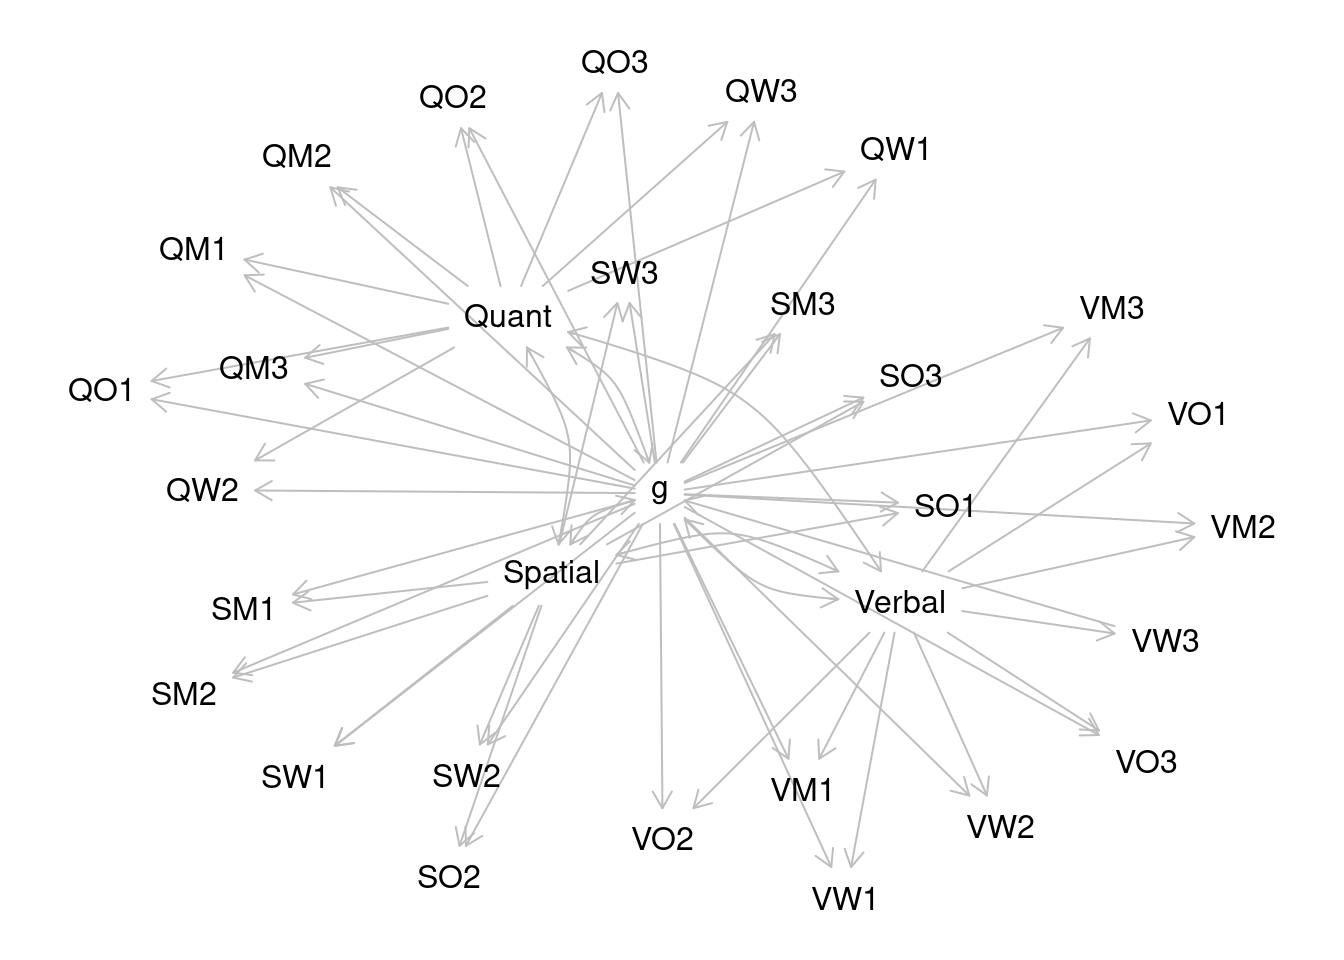 QO3
QO2
QW3
QW1
QM2
QM1
SW3
SM3
VM3
Quant
QM3
SO3
QO1
VO1
QW2
g
SO1
VM2
Spatial
Verbal
SM1
VW3
SM2
VO3
SW1
SW2
VM1
VW2
VO2
SO2
VW1